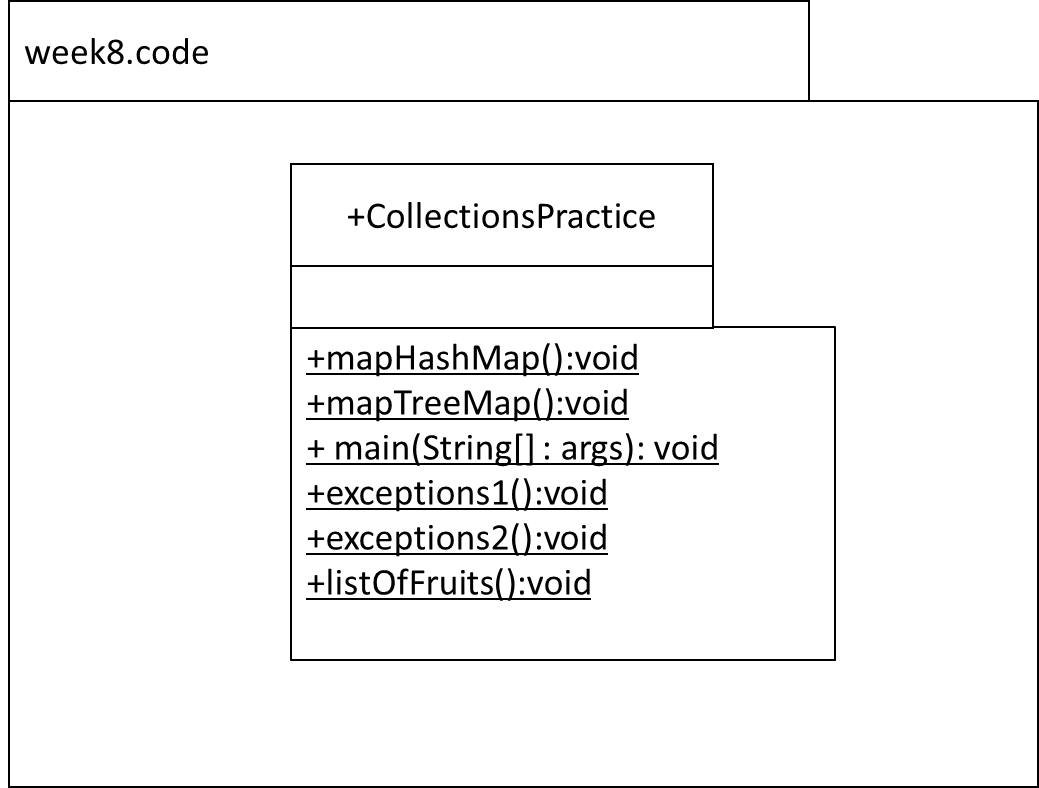 week8.code
+CollectionsPractice
+mapHashMap():void
+mapTreeMap():void
+ main(String[] : args): void
+exceptions1():void
+exceptions2():void
+listOfFruits():void